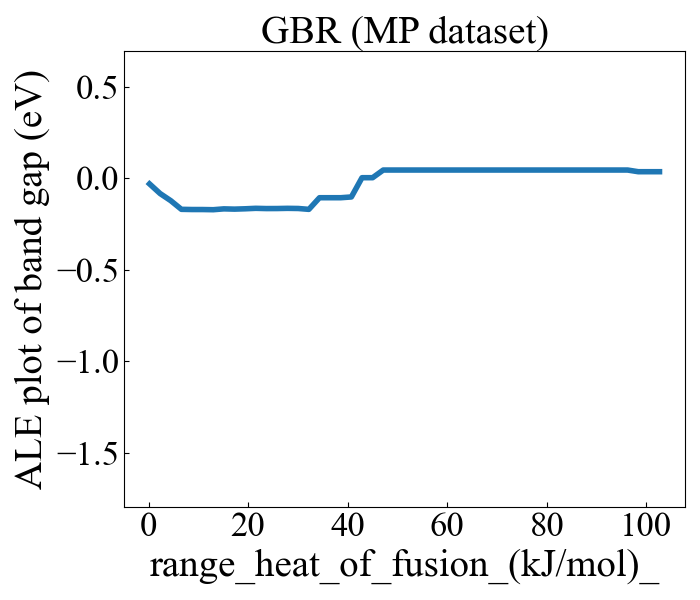 GBR (MP dataset)
ALE plot of band gap (eV)
0.5
0.0
−0.5
−1.0
−1.5
0 20 40 60 80 100
range_heat_of_fusion_(kJ/mol)_